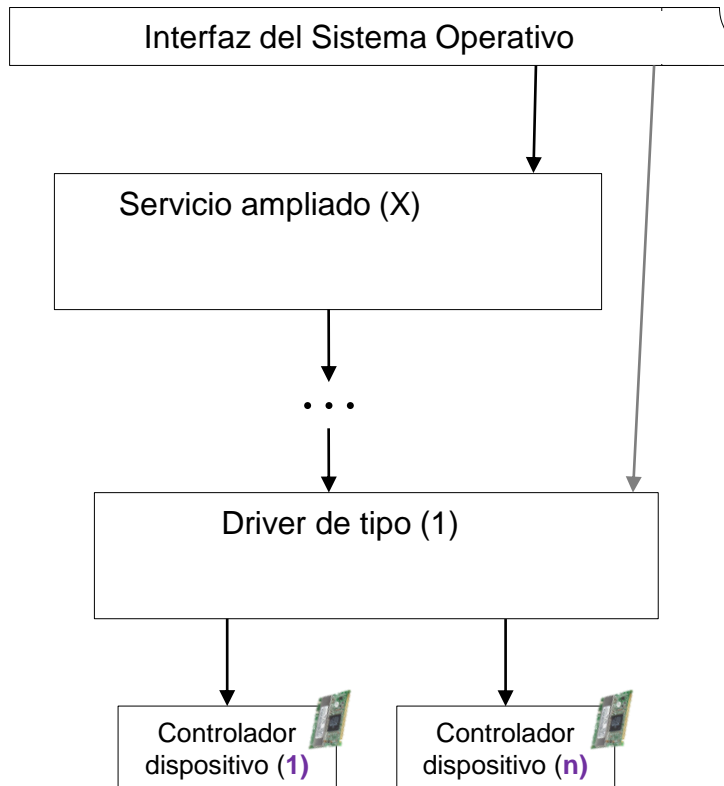 Interfaz del Sistema Operativo
Servicio ampliado (X)
. . .
Driver de tipo (1)
Controlador
dispositivo (1)
Controlador
dispositivo (n)